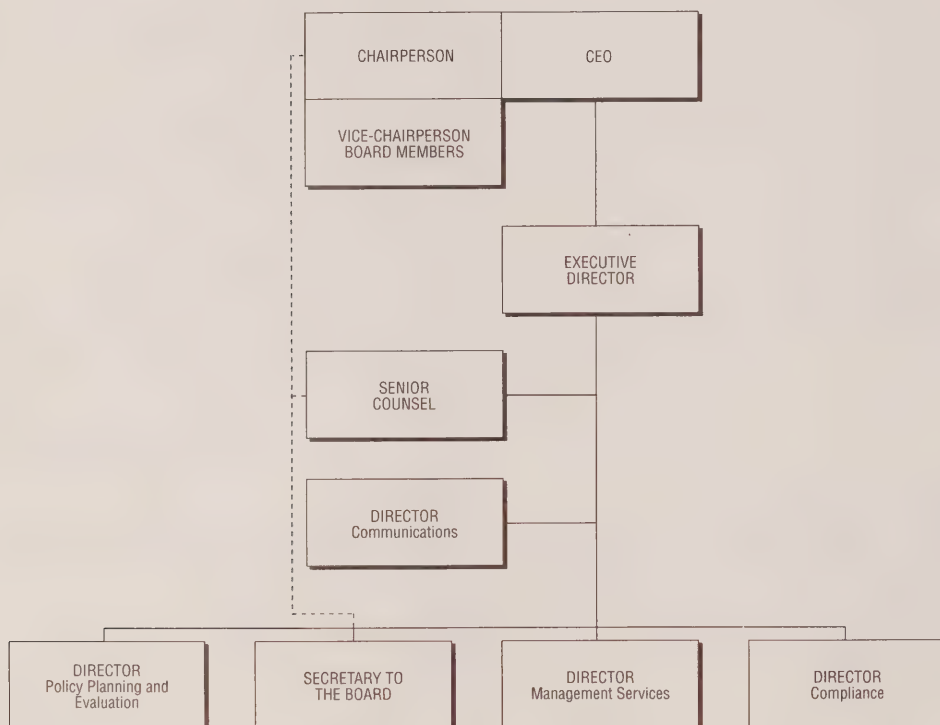 CHAIRPERSON
CEO
VICE-CHAIRPERSON
BOARD MEMBERS
EXECUTIVE
DIRECTOR
SENIOR
COUNSEL
DIRECTOR
Communications
DIRECTOR
Policy Planning and
Evaluation
SECRETARY TO
THE BOARD
DIRECTOR
Management Services
DIRECTOR
Compliance